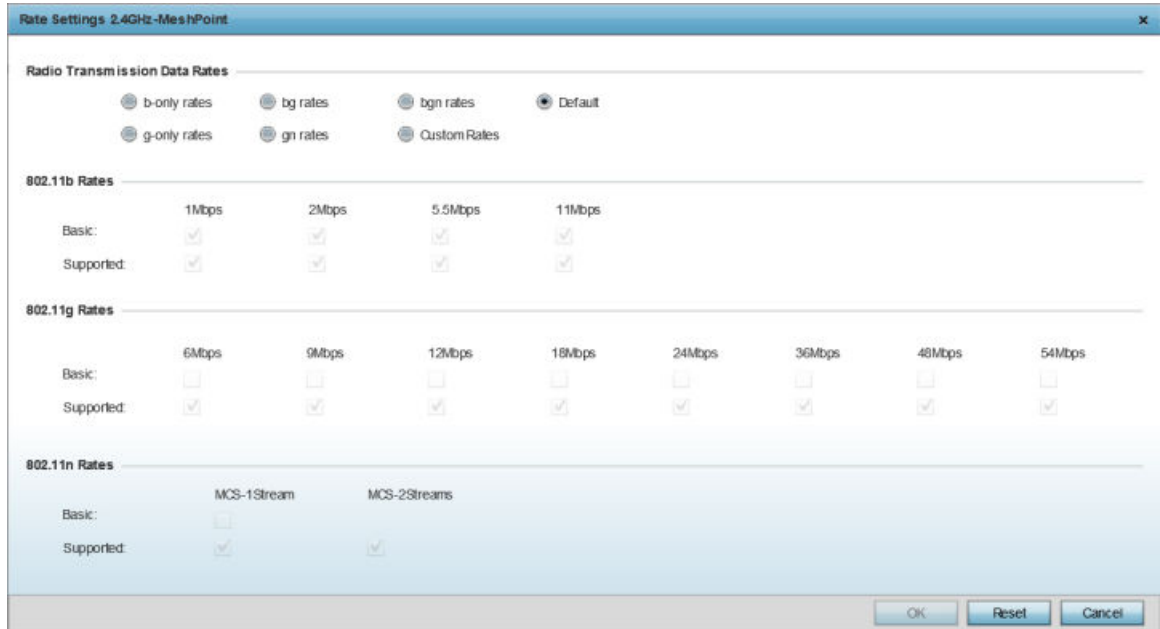 Rate Settings 2.4GHz-MeshPoint x
Radio Transmission Data Rates
b-only rates bg rates bgn rates Default
g-only rates gn rates Custom Rates
802.11b Rates
1Mbps 2Mbps 5.5Mbps 11Mbps
Basic:
Supported:
802.11g Rates
6Mbps 9Mbps 12Mbps 18Mbps 24Mbps 36Mbps 48Mbps 54Mbps
Basic:
Supported:
802.11n Rates
MCS-1Stream MCS-2Streams
Basic:
Supported:
OK Reset Cancel